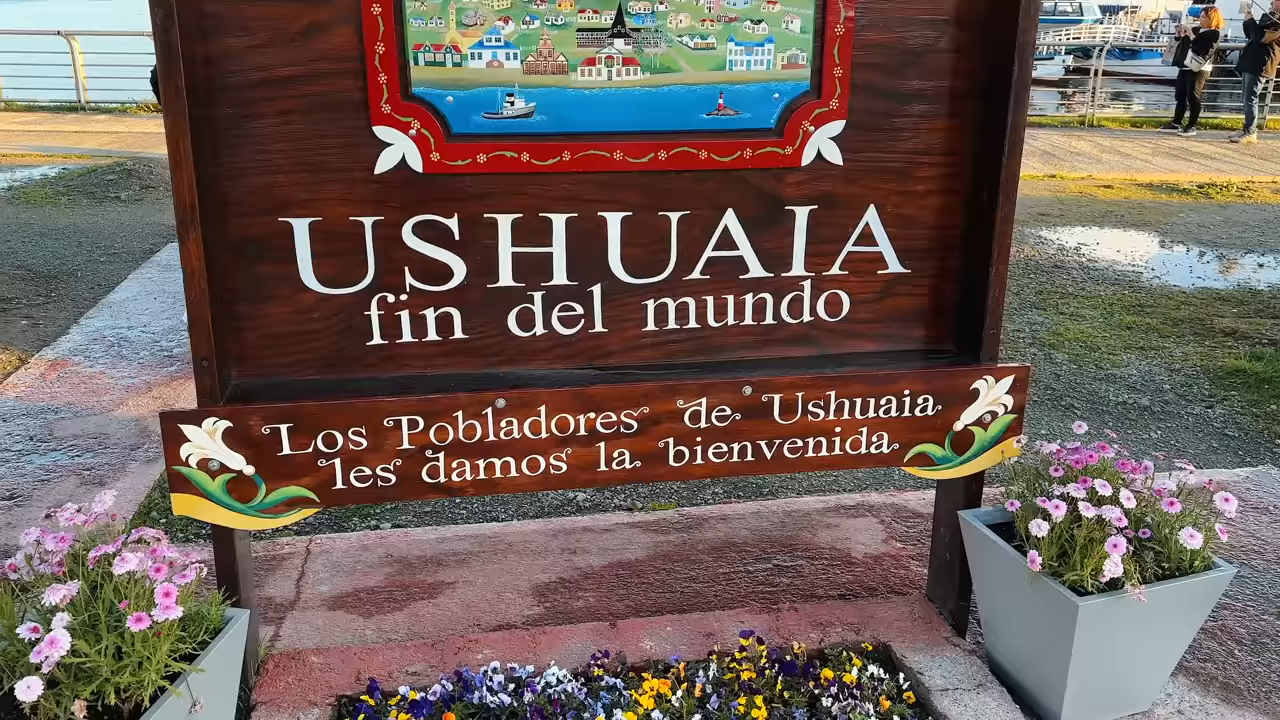 USHUAIA
fin del mundo
Los Pobladores de Ushuaia
les damos la bienvenida